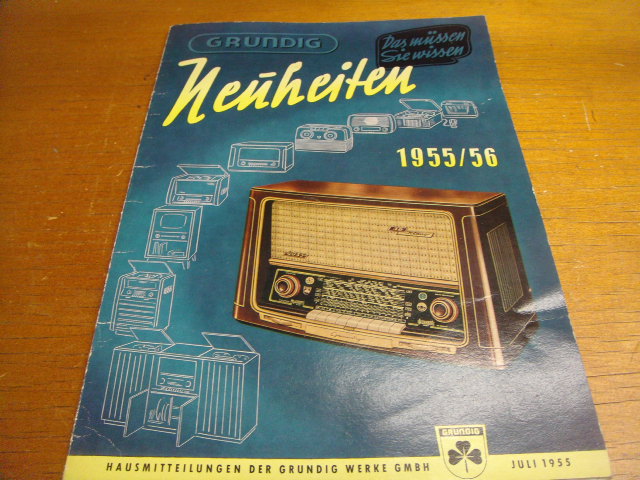 GRUNDIG
Das müssen
Sie wissen
Neuheiten
1955/56
GRUNDIG
HAUSMITTEILUNGEN DER GRUNDIG WERKE GMBH
JULI 1955